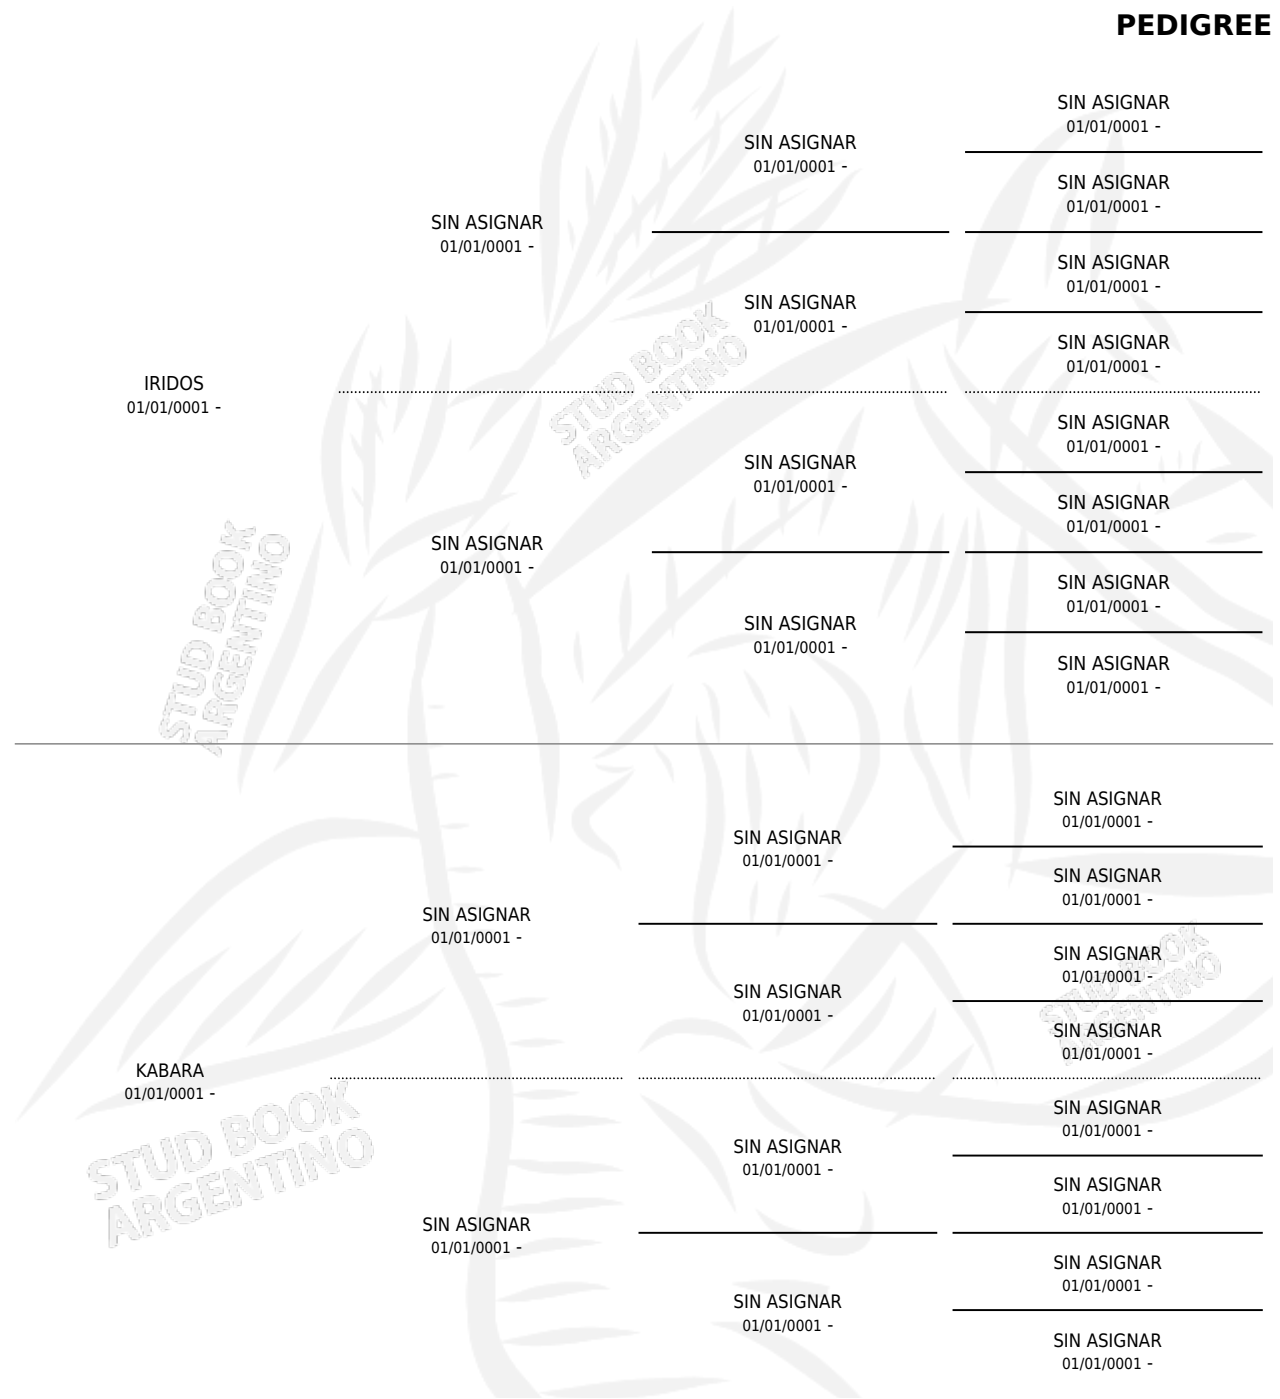 PEDIGREE
SIN ASIGNAR
01/01/0001 -
SIN ASIGNAR
01/01/0001 -
SIN ASIGNAR
01/01/0001 -
SIN ASIGNAR
01/01/0001 -
SIN ASIGNAR
01/01/0001 -
SIN ASIGNAR
01/01/0001 -
SIN ASIGNAR
01/01/0001 -
STUD BOOK
ARGENTINO
IRIDOS
01/01/0001 -
SIN ASIGNAR
01/01/0001 -
SIN ASIGNAR
01/01/0001 -
SIN ASIGNAR
01/01/0001 -
SIN ASIGNAR
01/01/0001 -
SIN ASIGNAR
01/01/0001 -
SIN ASIGNAR
01/01/0001 -
SIN ASIGNAR
01/01/0001 -
STUD BOOK
ARGENTINO
SIN ASIGNAR
01/01/0001 -
SIN ASIGNAR
01/01/0001 -
SIN ASIGNAR
01/01/0001 -
SIN ASIGNAR
01/01/0001 -
SIN ASIGNAR
01/01/0001 -
SIN ASIGNAR
01/01/0001 -
SIN ASIGNAR
01/01/0001 -
STUD BOOK
ARGENTINO
KABARA
01/01/0001 -
STUD BOOK
ARGENTINO
SIN ASIGNAR
01/01/0001 -
SIN ASIGNAR
01/01/0001 -
SIN ASIGNAR
01/01/0001 -
SIN ASIGNAR
01/01/0001 -
SIN ASIGNAR
01/01/0001 -
SIN ASIGNAR
01/01/0001 -
SIN ASIGNAR
01/01/0001 -